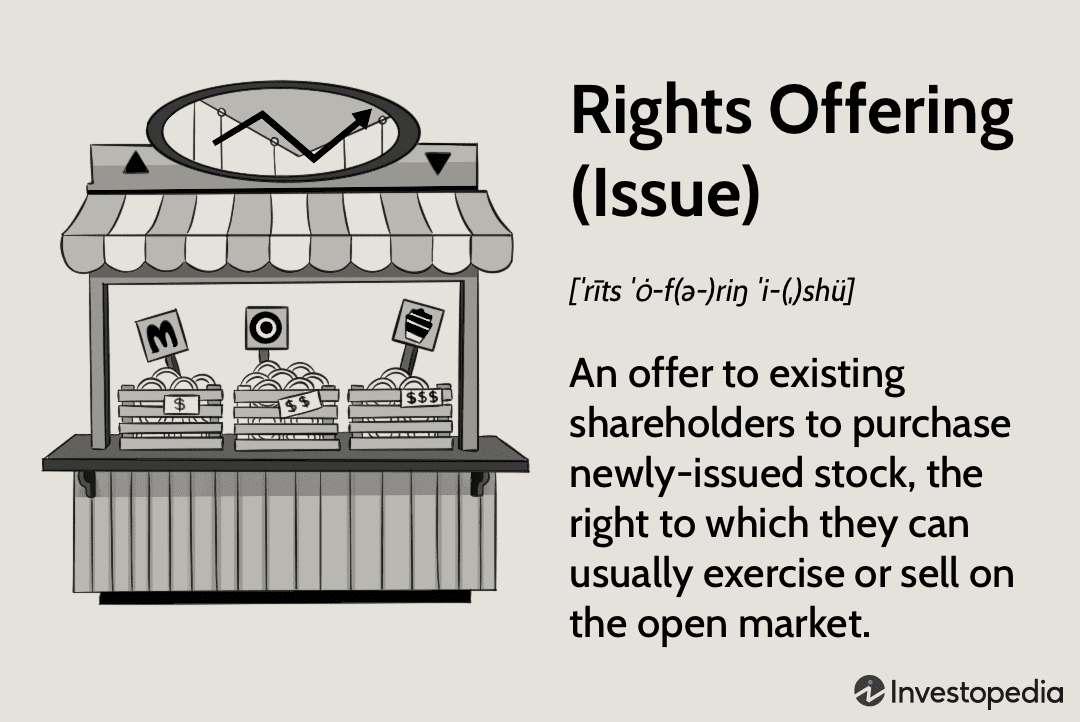 Rights Offering
(Issue)
[ˈrīts ˈȯ-f(ə-)riŋ ˈi-(ˌ)shü]
An offer to existing
shareholders to purchase
newly-issued stock, the
right to which they can
usually exercise or sell on
the open market.
M
$
$$
$$$
Investopedia